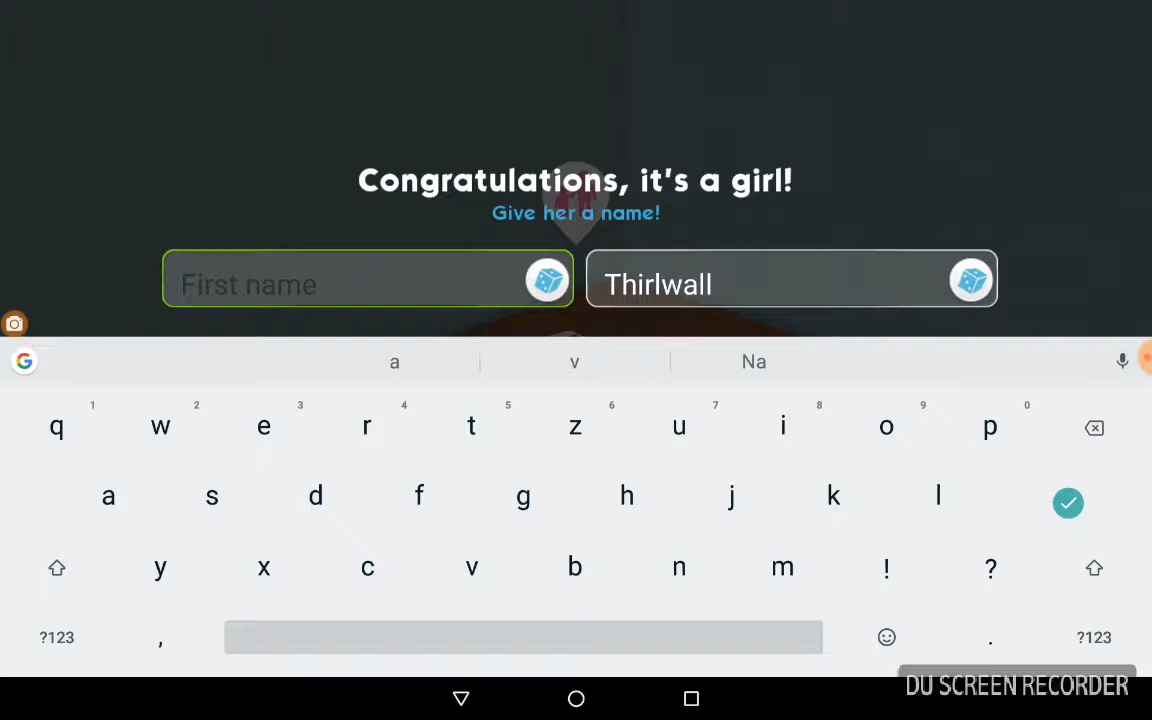 Congratulations, it's a girl!
Give her a name!
First name
Thirlwall
a v Na
1 2 3 4 5 6 7 8 9 0
q w e r t z u i o p
a s d f g h j k l
y x c v b n m ! ?
?123 , . ?123
DU SCREEN RECORDER